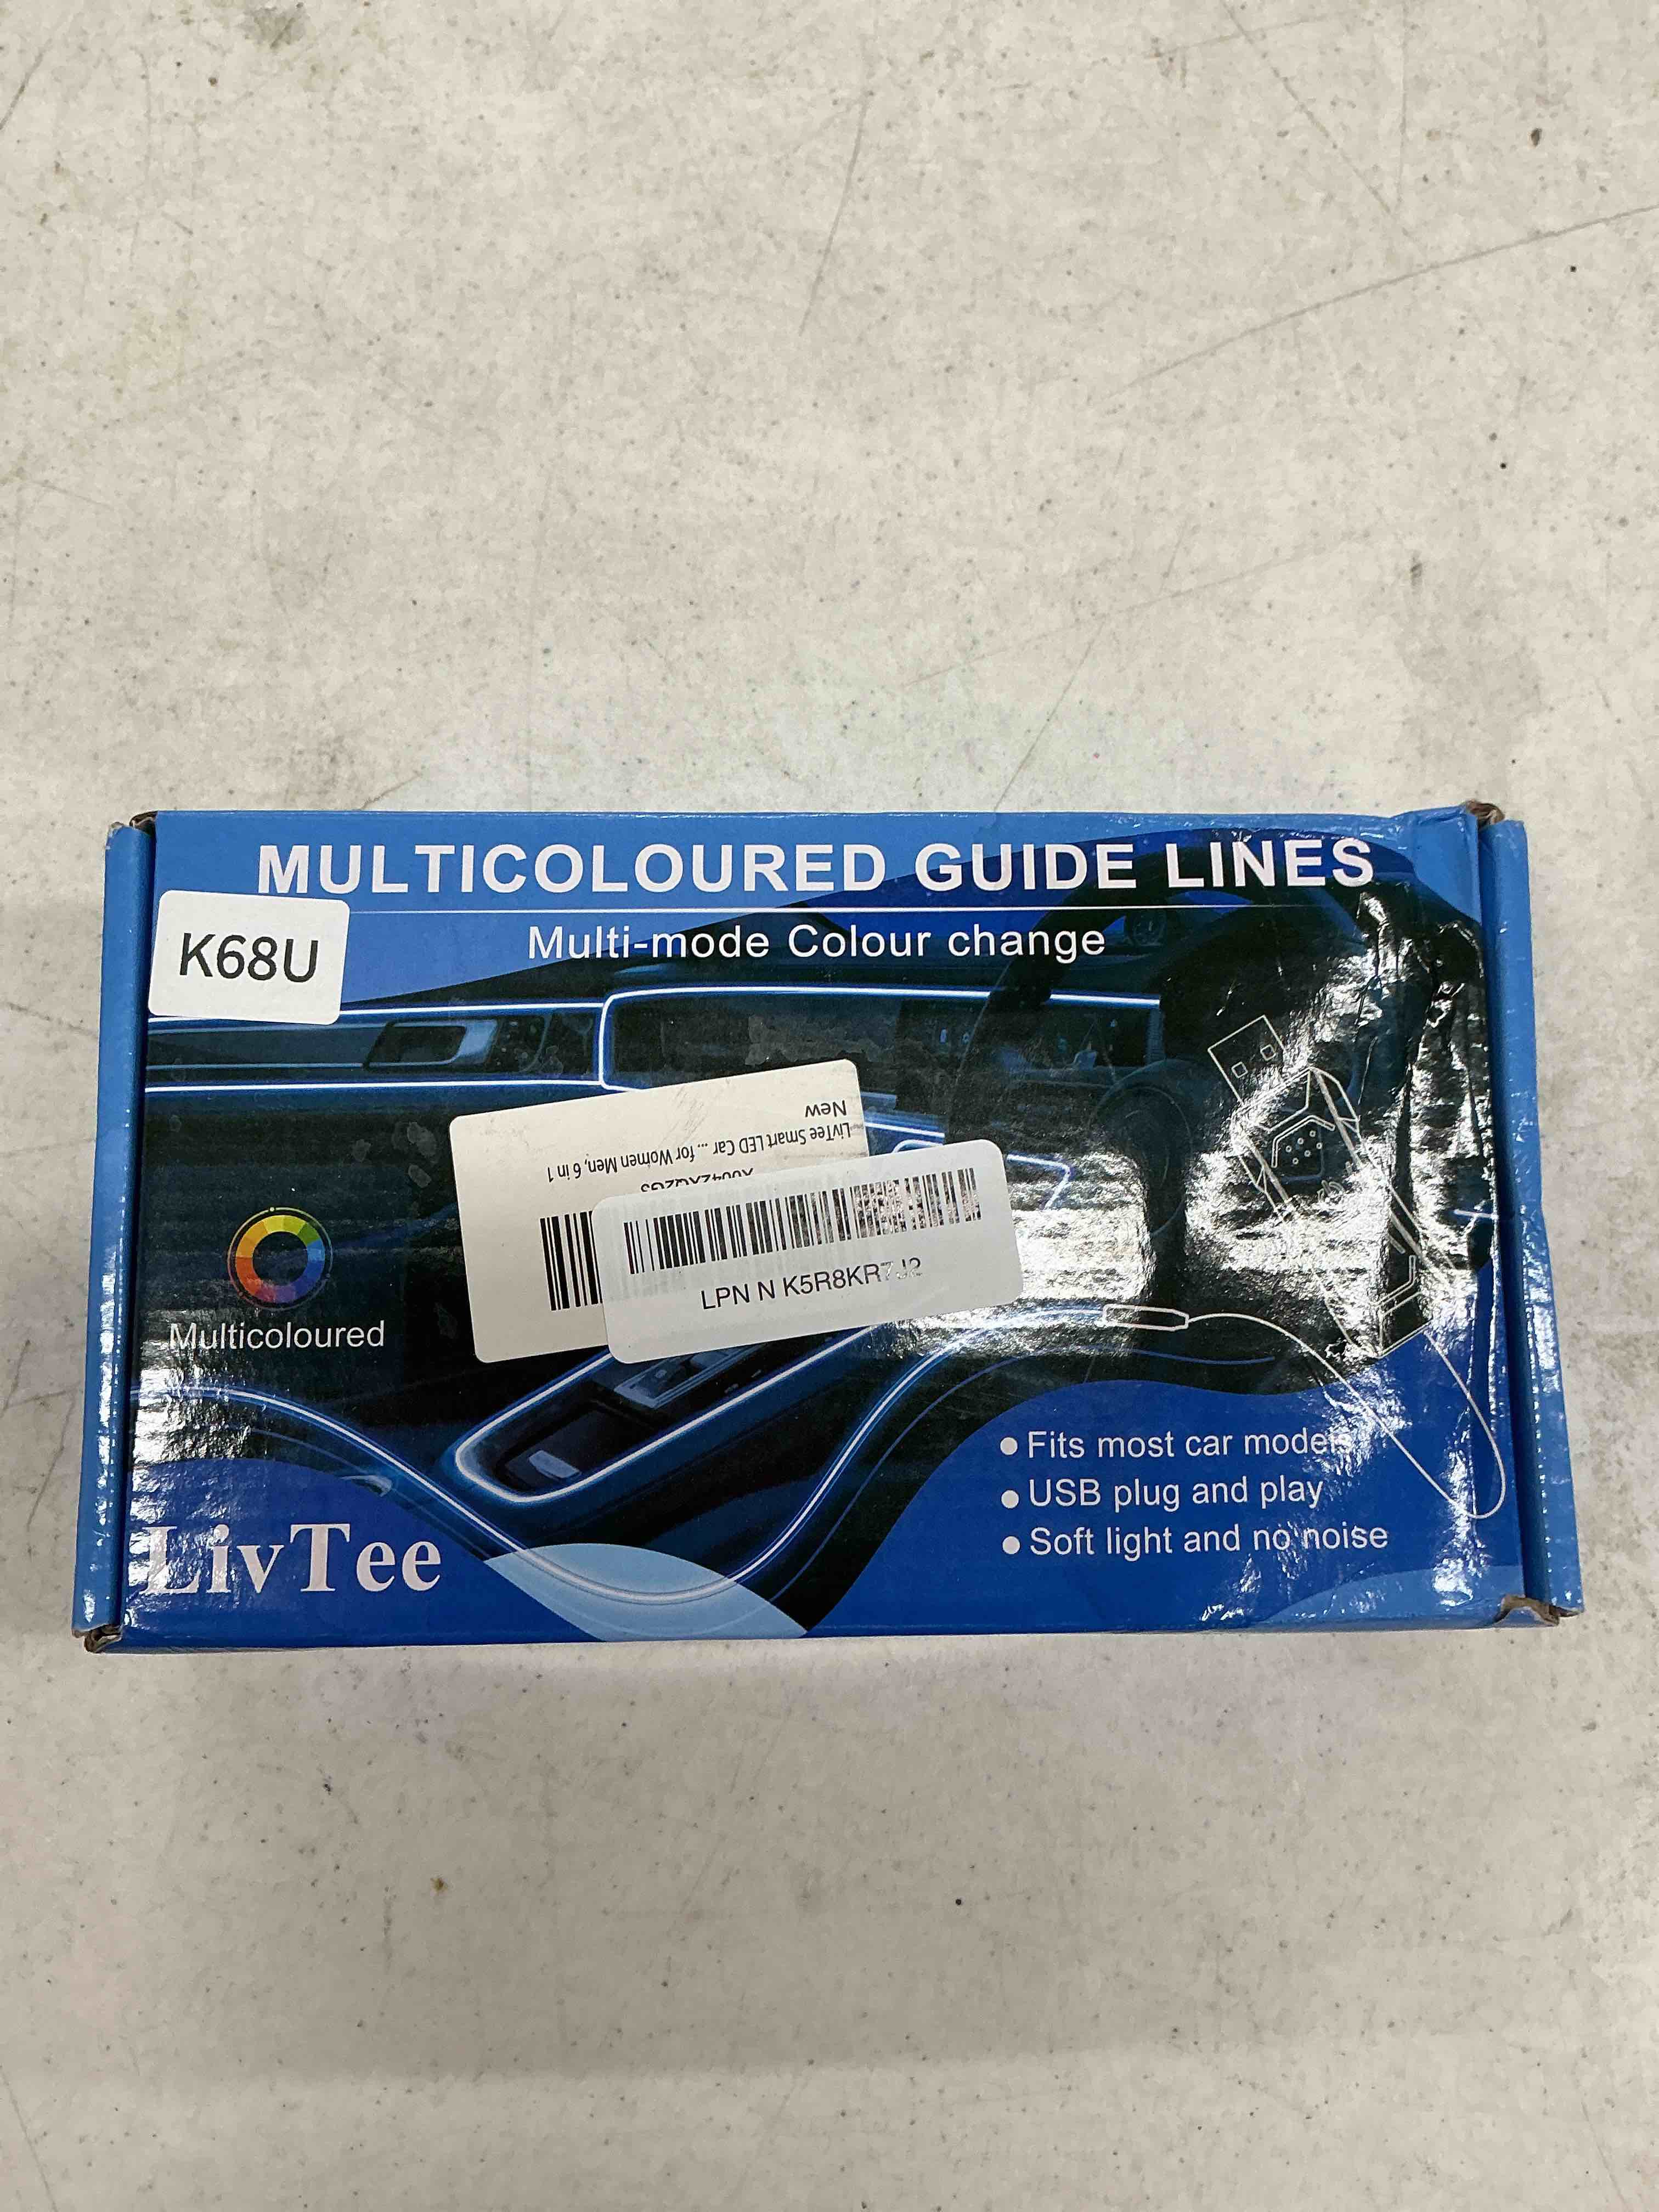 MULTICOLOURED GUIDE LINES
Multi-mode Colour change
K68U
New
LivTee Smart LED Car ... for Women Men, 6 in 1
LPN N K5R8KR7J2
Multicoloured
LivTee
Fits most car models
USB plug and play
Soft light and no noise